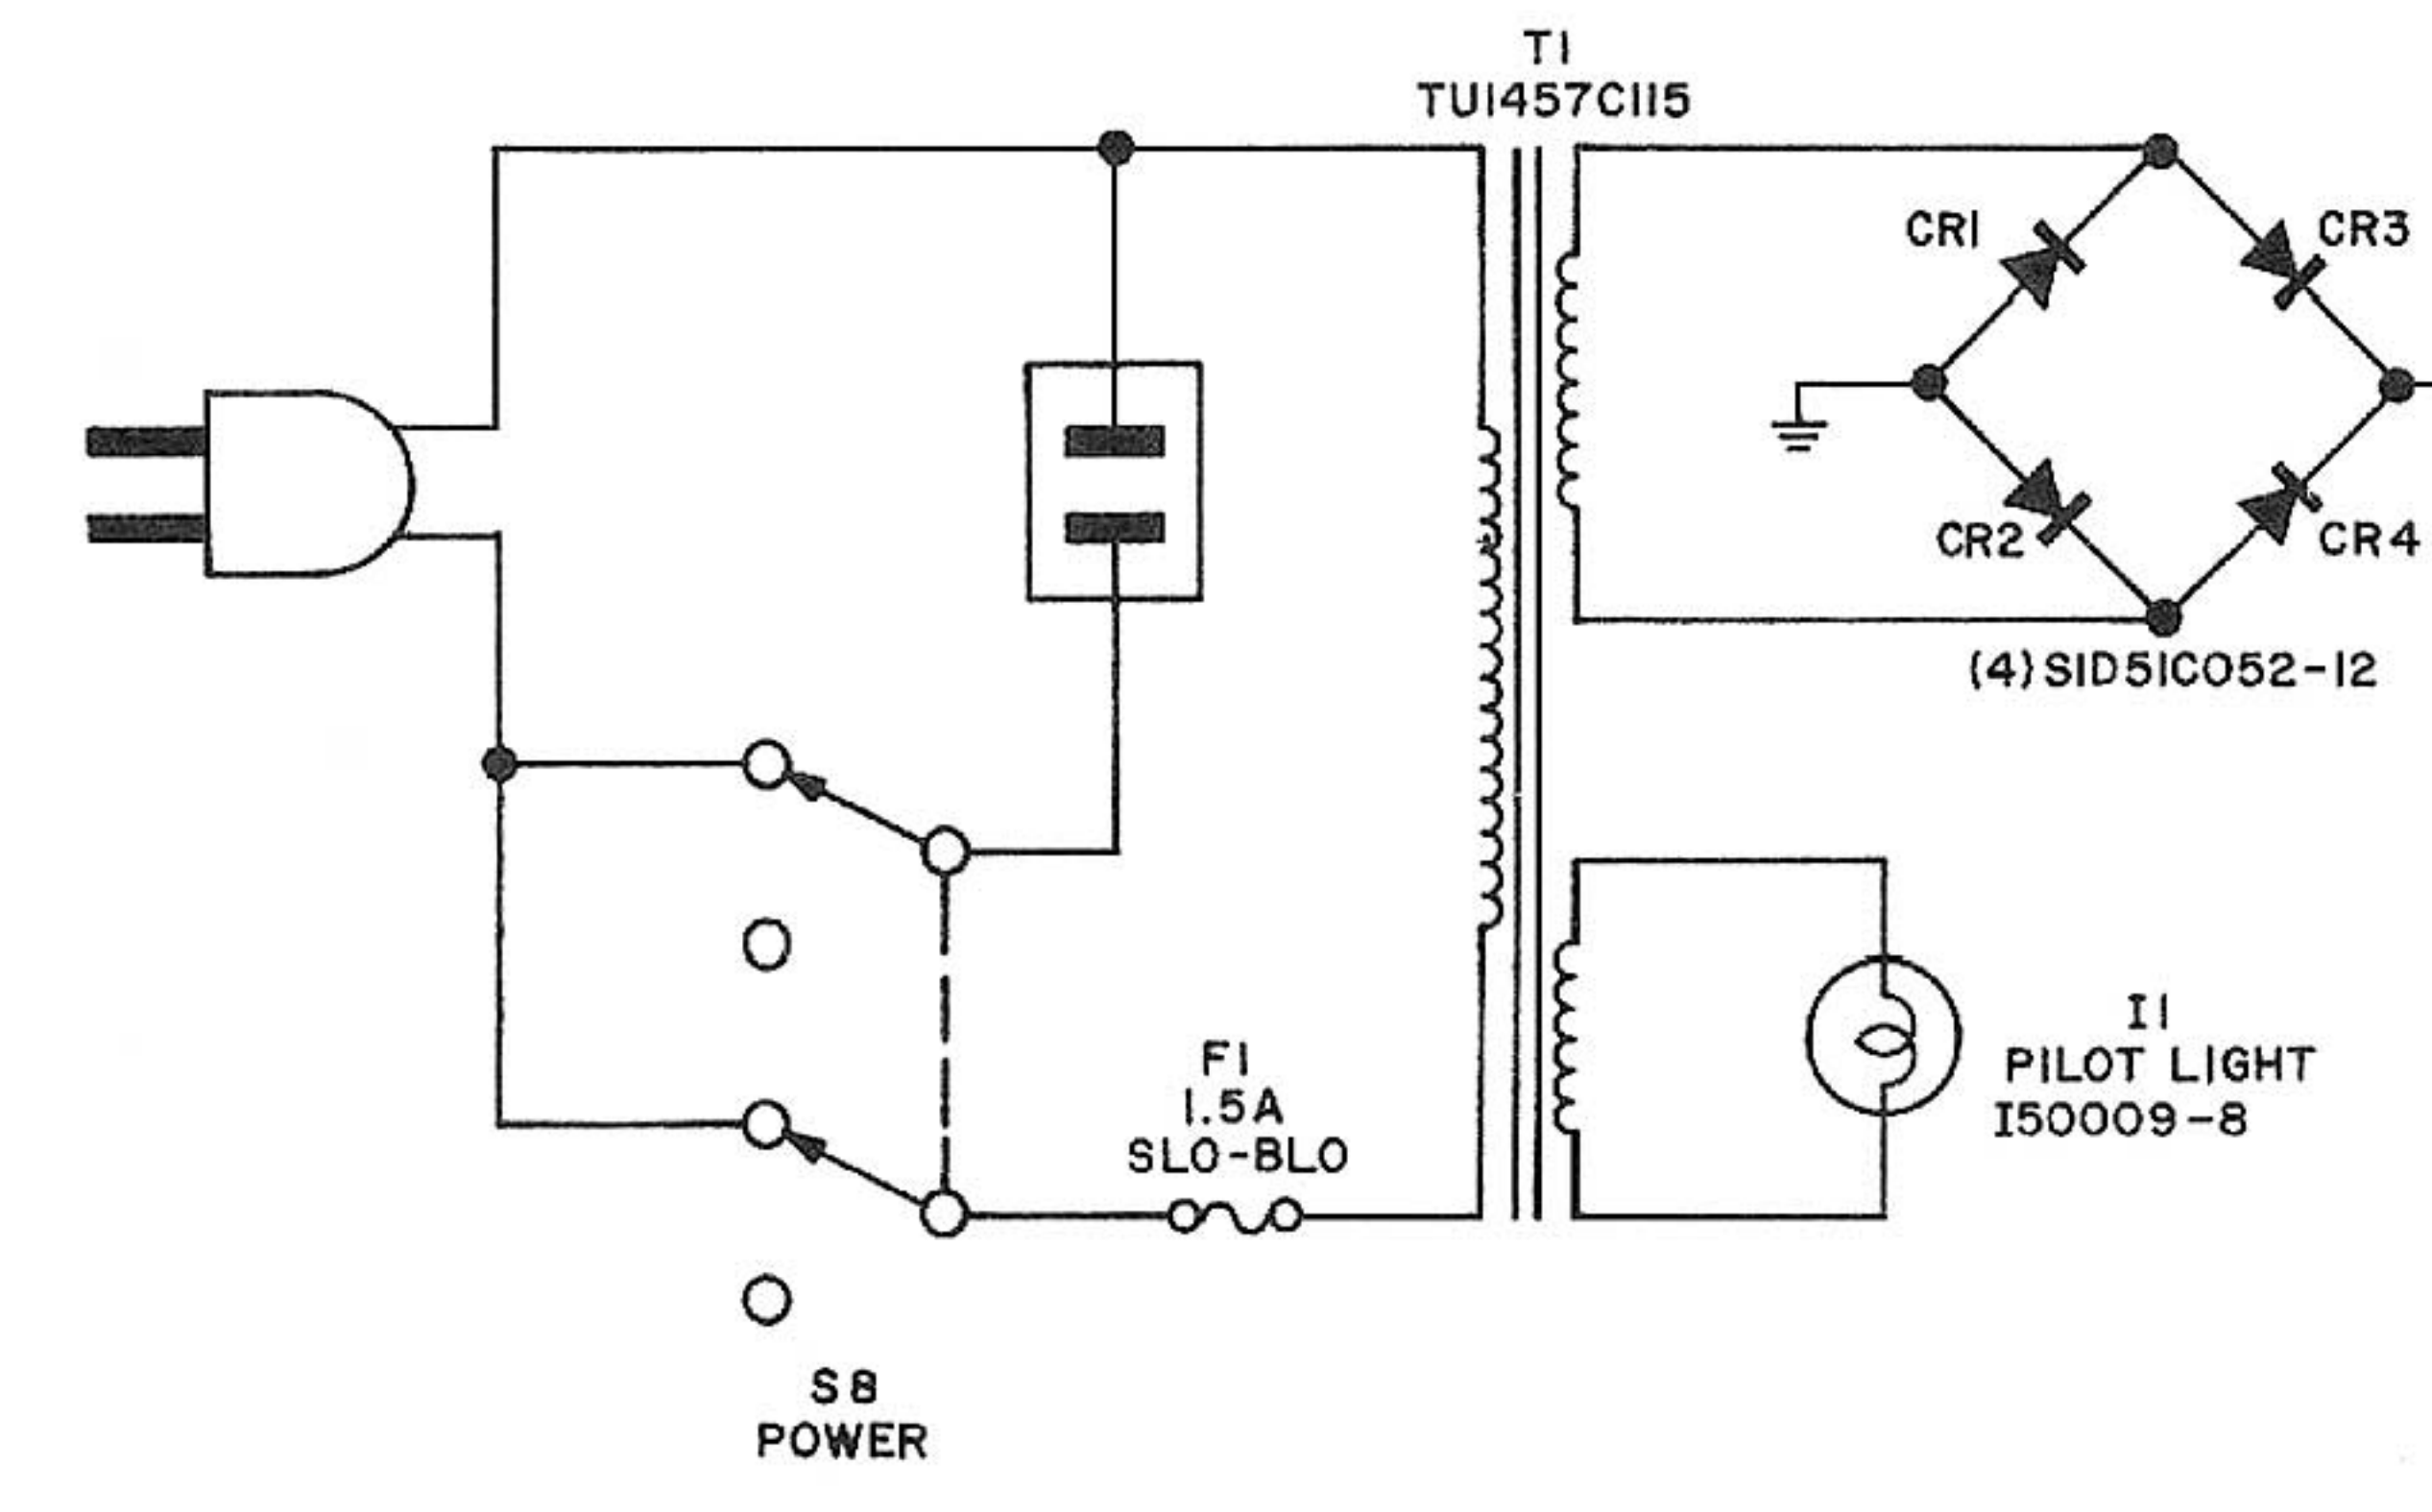 T1
TU1457C115
CR1
CR3
CR2
CR4
(4)S1D51C052-12
F1
1.5A
SLO-BLO
I1
PILOT LIGHT
I50009-8
S8
POWER